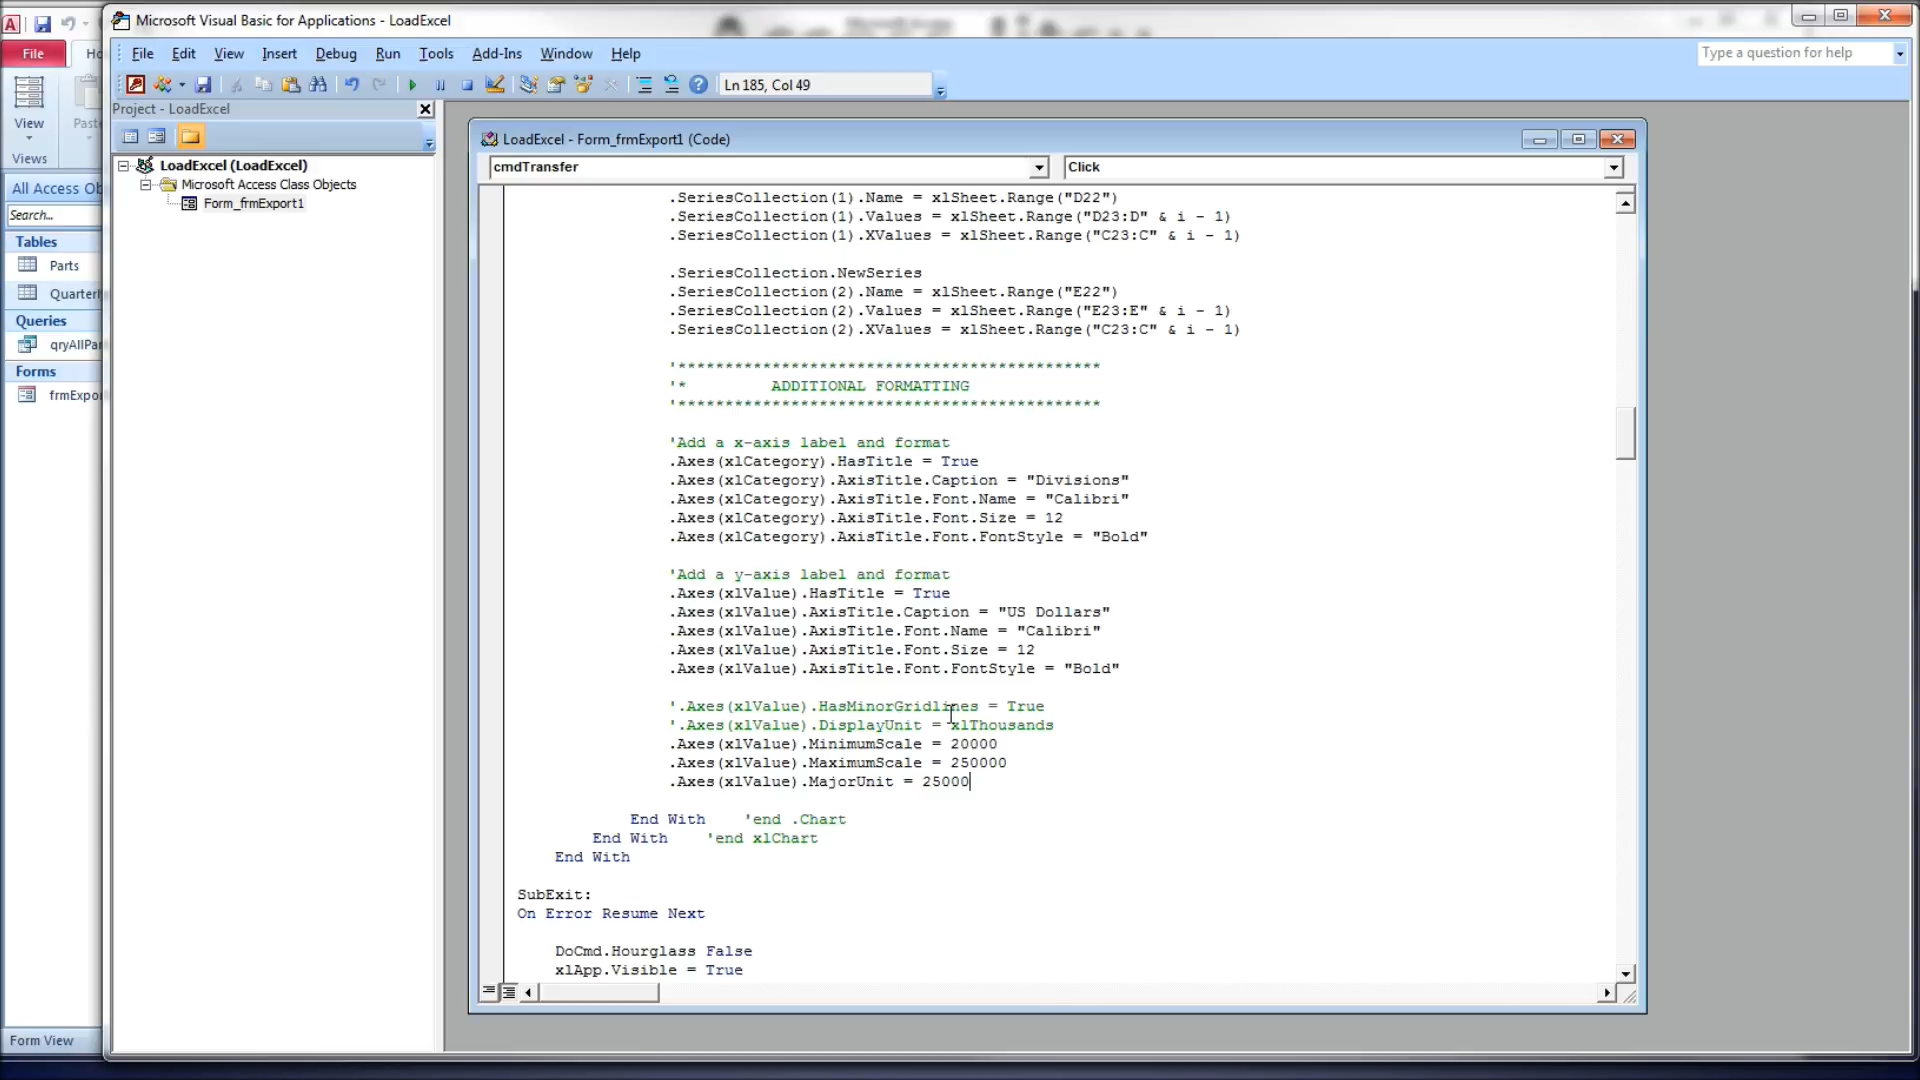 Microsoft Visual Basic for Applications - LoadExcel
File
File Edit View Insert Debug Run Tools Add-Ins Window Help
Type a question for help
Ln 185, Col 49
View
Views
Project - LoadExcel
LoadExcel (LoadExcel)
Microsoft Access Class Objects
Form_frmExport1
All Access Ob
Search...
Tables
Parts
Quarterl
Queries
qryAllPar
Forms
frmExpor
Form View
LoadExcel - Form_frmExport1 (Code)
cmdTransfer
Click
.SeriesCollection(1).Name = xlSheet.Range("D22")
.SeriesCollection(1).Values = xlSheet.Range("D23:D" & i - 1)
.SeriesCollection(1).XValues = xlSheet.Range("C23:C" & i - 1)
.SeriesCollection.NewSeries
.SeriesCollection(2).Name = xlSheet.Range("E22")
.SeriesCollection(2).Values = xlSheet.Range("E23:E" & i - 1)
.SeriesCollection(2).XValues = xlSheet.Range("C23:C" & i - 1)
'*********************************************
'* ADDITIONAL FORMATTING
'*********************************************
'Add a x-axis label and format
.Axes(xlCategory).HasTitle = True
.Axes(xlCategory).AxisTitle.Caption = "Divisions"
.Axes(xlCategory).AxisTitle.Font.Name = "Calibri"
.Axes(xlCategory).AxisTitle.Font.Size = 12
.Axes(xlCategory).AxisTitle.Font.FontStyle = "Bold"
'Add a y-axis label and format
.Axes(xlValue).HasTitle = True
.Axes(xlValue).AxisTitle.Caption = "US Dollars"
.Axes(xlValue).AxisTitle.Font.Name = "Calibri"
.Axes(xlValue).AxisTitle.Font.Size = 12
.Axes(xlValue).AxisTitle.Font.FontStyle = "Bold"
'.Axes(xlValue).HasMinorGridlines = True
'.Axes(xlValue).DisplayUnit = xlThousands
.Axes(xlValue).MinimumScale = 20000
.Axes(xlValue).MaximumScale = 250000
.Axes(xlValue).MajorUnit = 25000
End With 'end .Chart
End With 'end xlChart
End With
SubExit:
On Error Resume Next
DoCmd.Hourglass False
xlApp.Visible = True